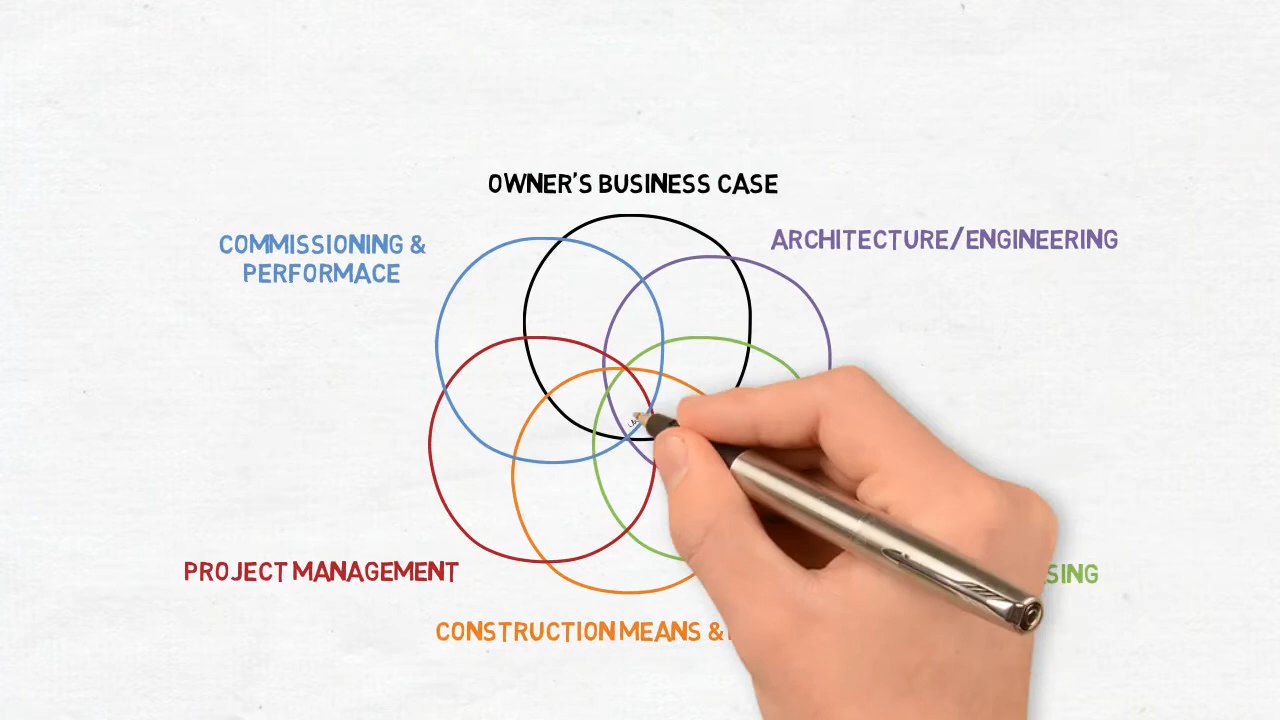 OWNER'S BUSINESS CASE
ARCHITECTURE/ENGINEERING
COMMISSIONING &
PERFORMACE
PROJECT MANAGEMENT
SING
CONSTRUCTION MEANS &